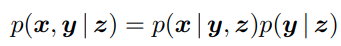 p(x, y | z) = p(x | y, z)p(y | z)